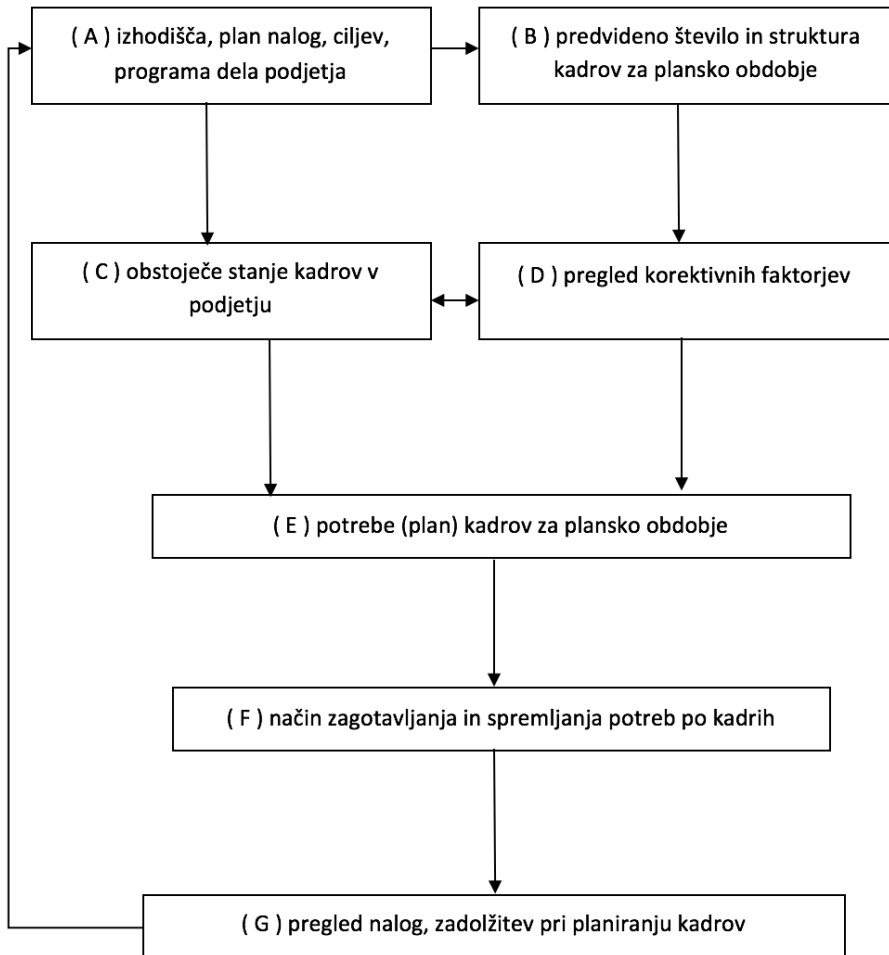 ( A ) izhodišča, plan nalog, ciljev,
programa dela podjetja
( B ) predvideno število in struktura
kadrov za plansko obdobje
( C ) obstoječe stanje kadrov v
podjetju
( D ) pregled korektivnih faktorjev
( E ) potrebe (plan) kadrov za plansko obdobje
( F ) način zagotavljanja in spremljanja potreb po kadrih
( G ) pregled nalog, zadolžitev pri planiranju kadrov